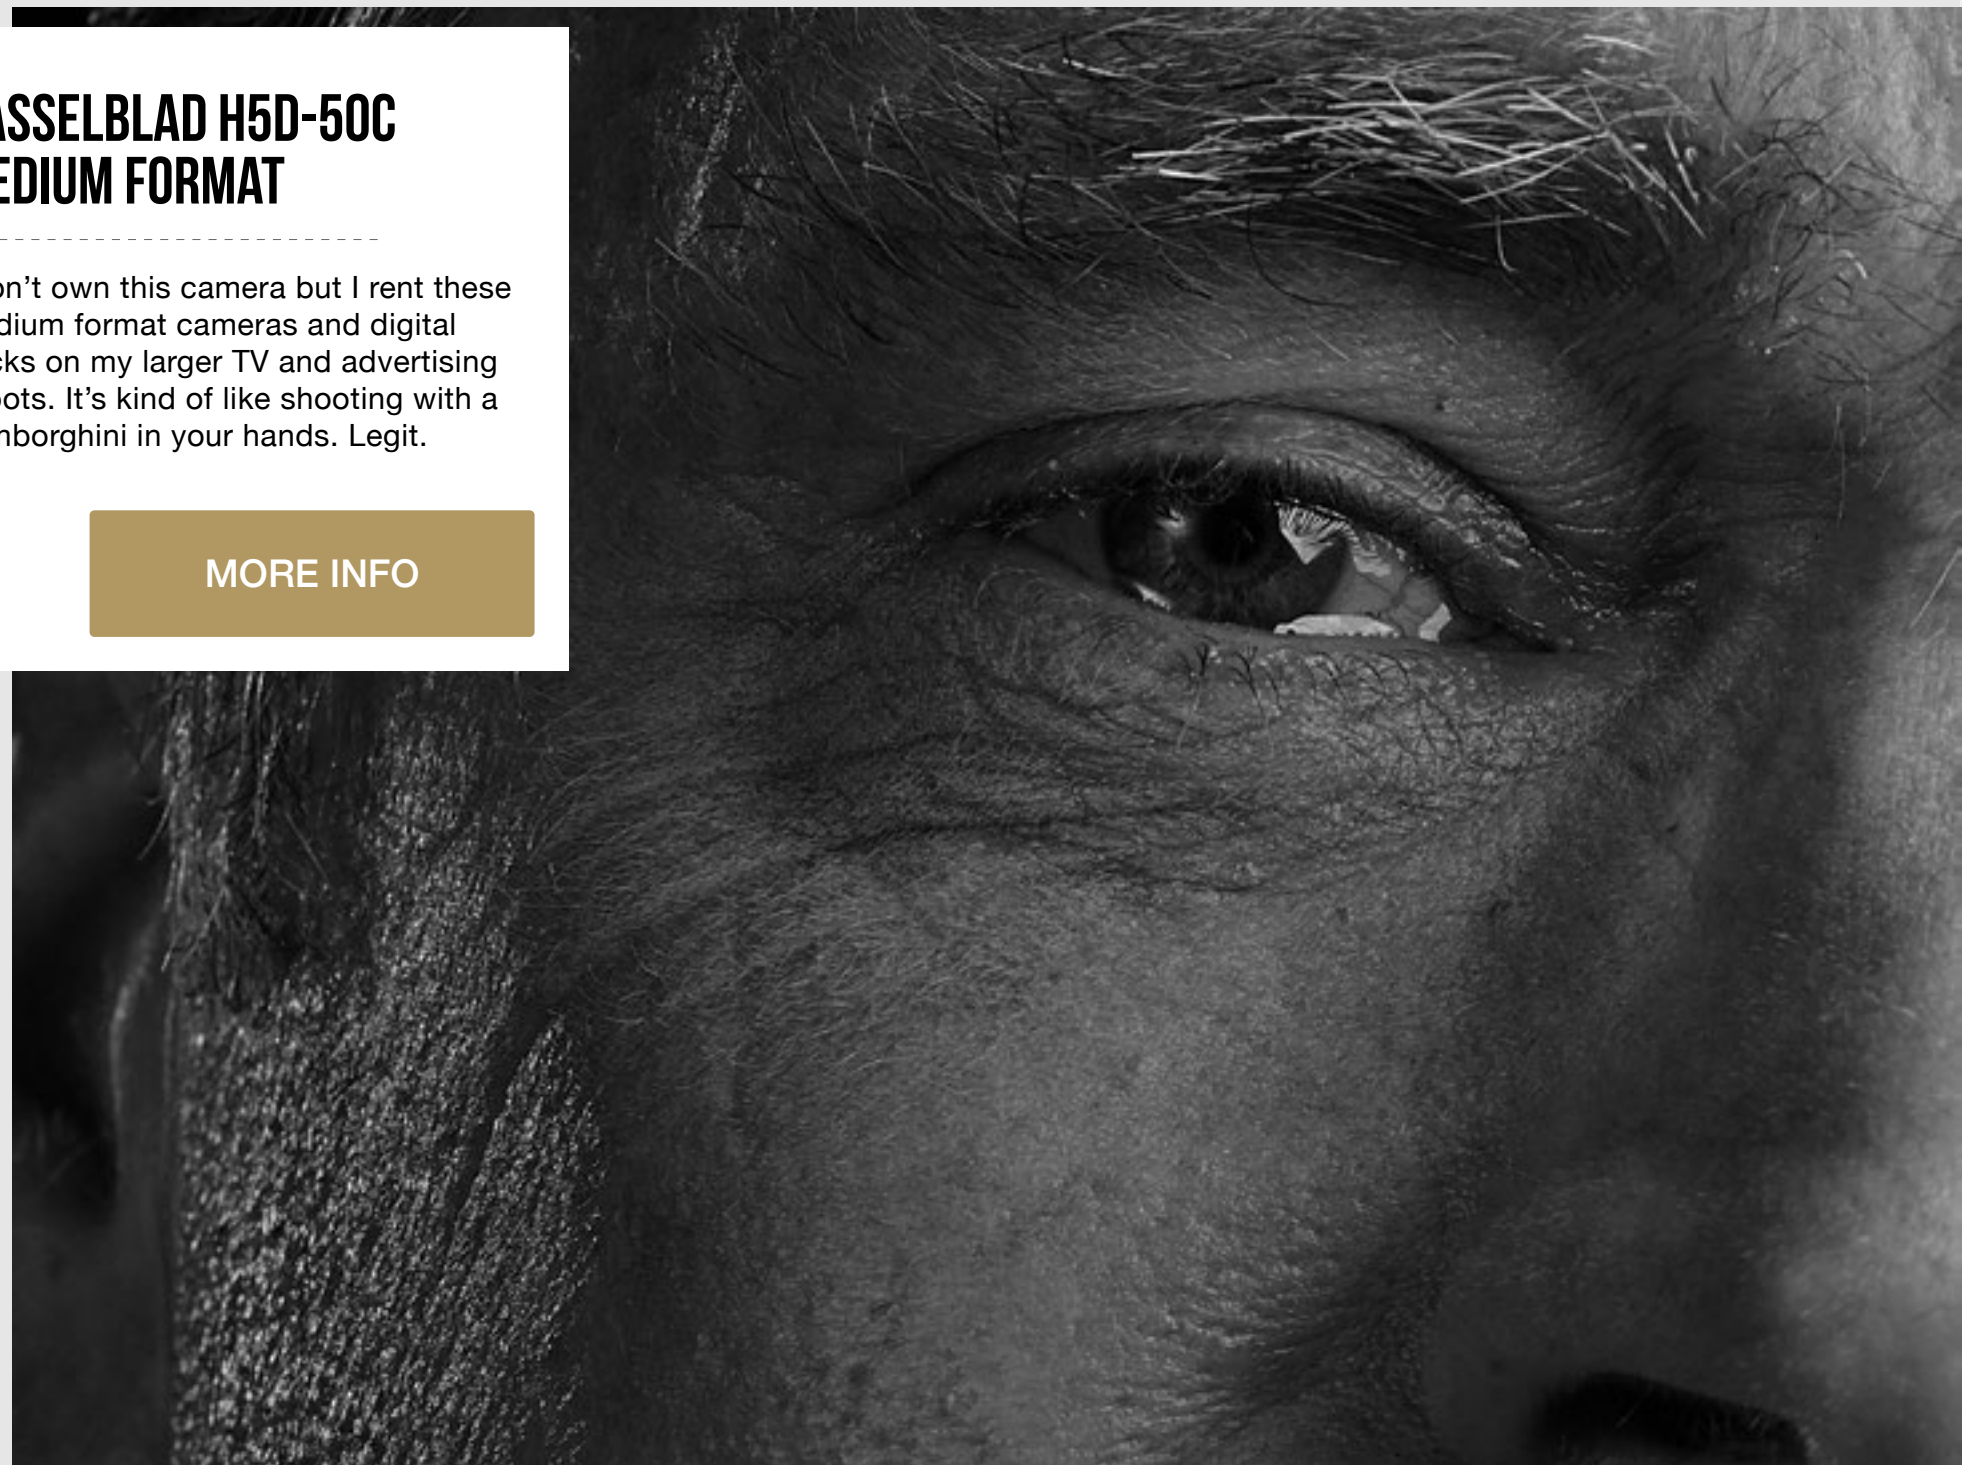 ASSELBLAD H5D-50C
EDIUM FORMAT
on’t own this camera but I rent these
dium format cameras and digital
cks on my larger TV and advertising
oots. It’s kind of like shooting with a
mborghini in your hands. Legit.
MORE INFO